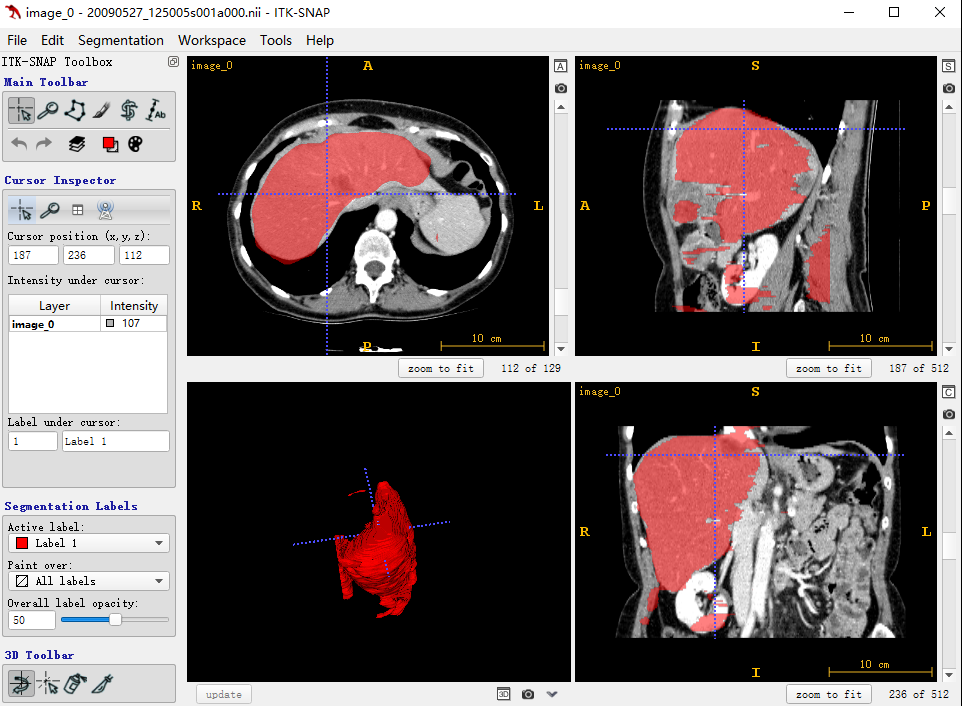 image_0 - 20090527_125005s001a000.nii - ITK-SNAP
File Edit Segmentation Workspace Tools Help
ITK-SNAP Toolbox
Main Toolbar
Ab
Cursor Inspector
Cursor position (x,y,z):
187 236 112
Intensity under cursor:
Layer Intensity
image_0 107
Label under cursor:
1 Label 1
Segmentation Labels
Active label:
Label 1
Paint over:
All labels
Overall label opacity:
50
3D Toolbar
image_0 A
R L
P 10 cm
A
zoom to fit 112 of 129
image_0 S
A P
I 10 cm
S
zoom to fit 187 of 512
update 3D
image_0 S
R L
I 10 cm
C
zoom to fit 236 of 512